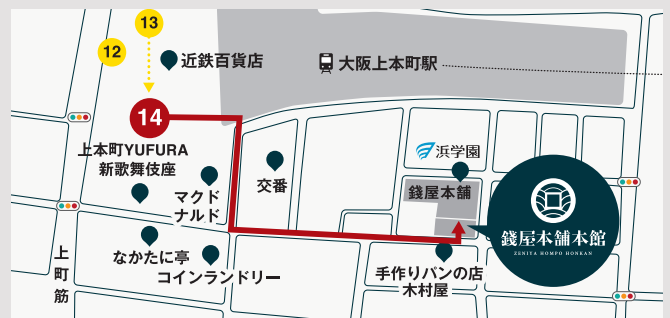 13
12
近鉄百貨店
大阪上本町駅
14
上本町YUFURA
新歌舞伎座
マクド
ナルド
交番
浜学園
錢屋本舗
錢屋本舗本館
ZENIYA HOMPO HONKAN
上町筋
なかたに亭
コインランドリー
手作りパンの店
木村屋